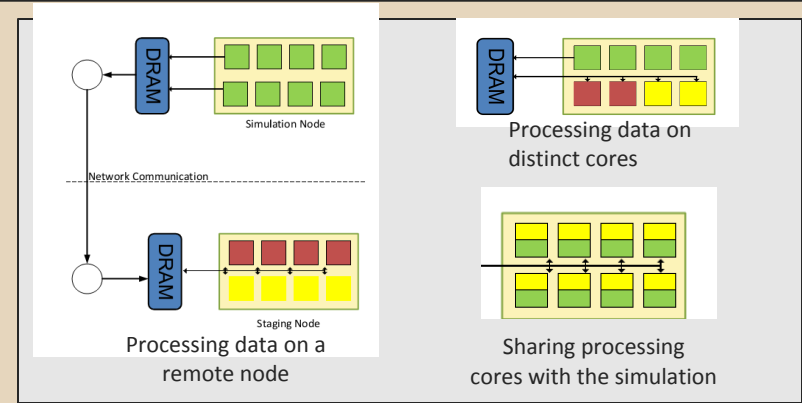 DRAM
Simulation Node
Network Communication
DRAM
Staging Node
Processing data on a
remote node
DRAM
Processing data on
distinct cores
Sharing processing
cores with the simulation